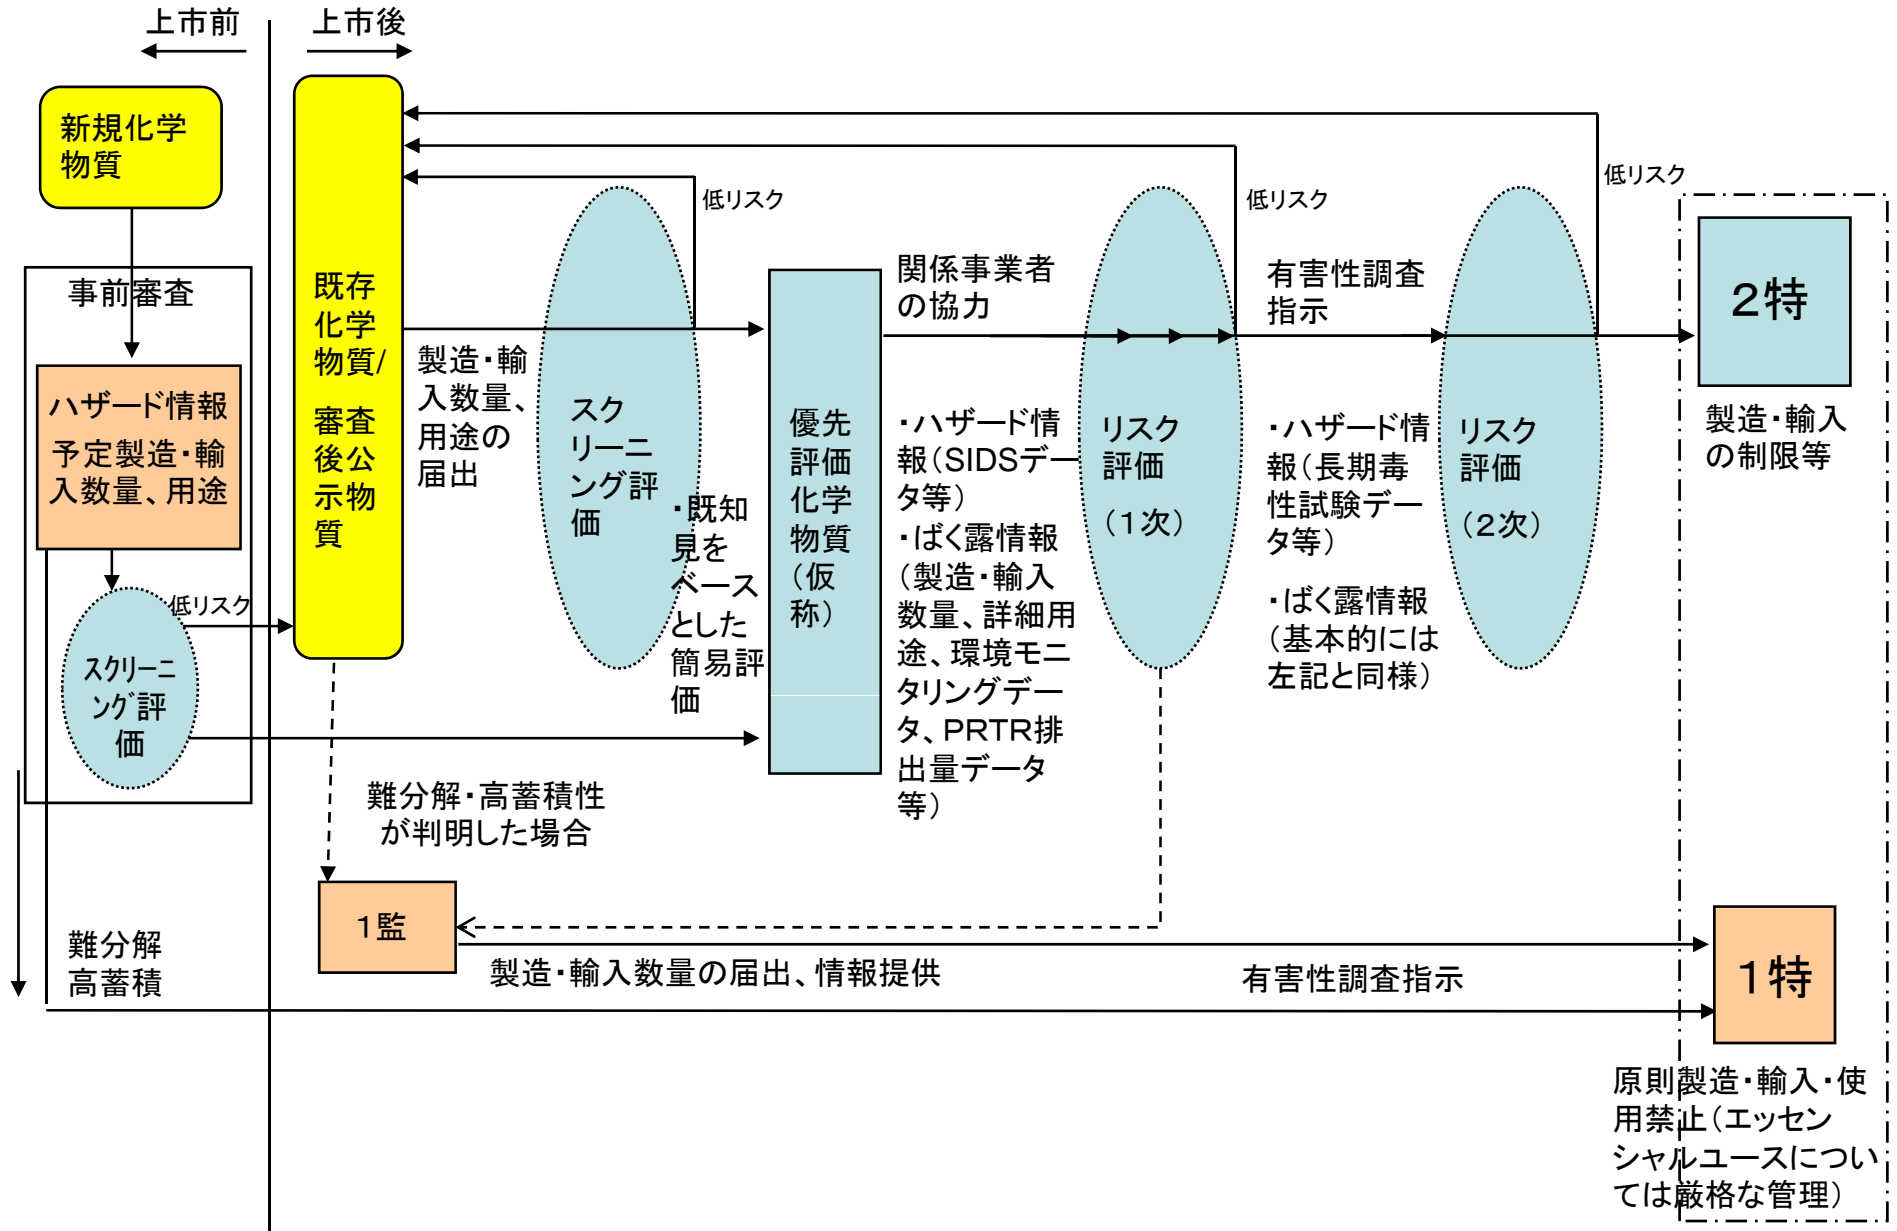 上市前
上市後
新規化学
物質
事前審査
ハザード情報
予定製造・輸
入数量、用途
低リスク
スクリーニ
ング評
価
難分解
高蓄積
既存
化学
物質/
審査
後公
示物
質
製造・輸
入数量、
用途の
届出
スク
リーニ
ング評
価
低リスク
・既知
見を
ベース
とした
簡易評
価
優先
評価
化学
物質
（仮
称）
関係事業者
の協力
・ハザード情
報（SIDSデー
タ等）
・ばく露情報
（製造・輸入
数量、詳細用
途、環境モニ
タリングデー
タ、PRTR排
出量データ
等）
リスク
評価
（１次）
低リスク
有害性調査
指示
・ハザード情
報（長期毒
性試験デー
タ等）
・ばく露情報
（基本的には
左記と同様）
リスク
評価
（２次）
低リスク
２特
製造・輸入
の制限等
難分解・高蓄積性
が判明した場合
１監
製造・輸入数量の届出、情報提供
有害性調査指示
１特
原則製造・輸入・使
用禁止（エッセン
シャルユースについ
ては厳格な管理）